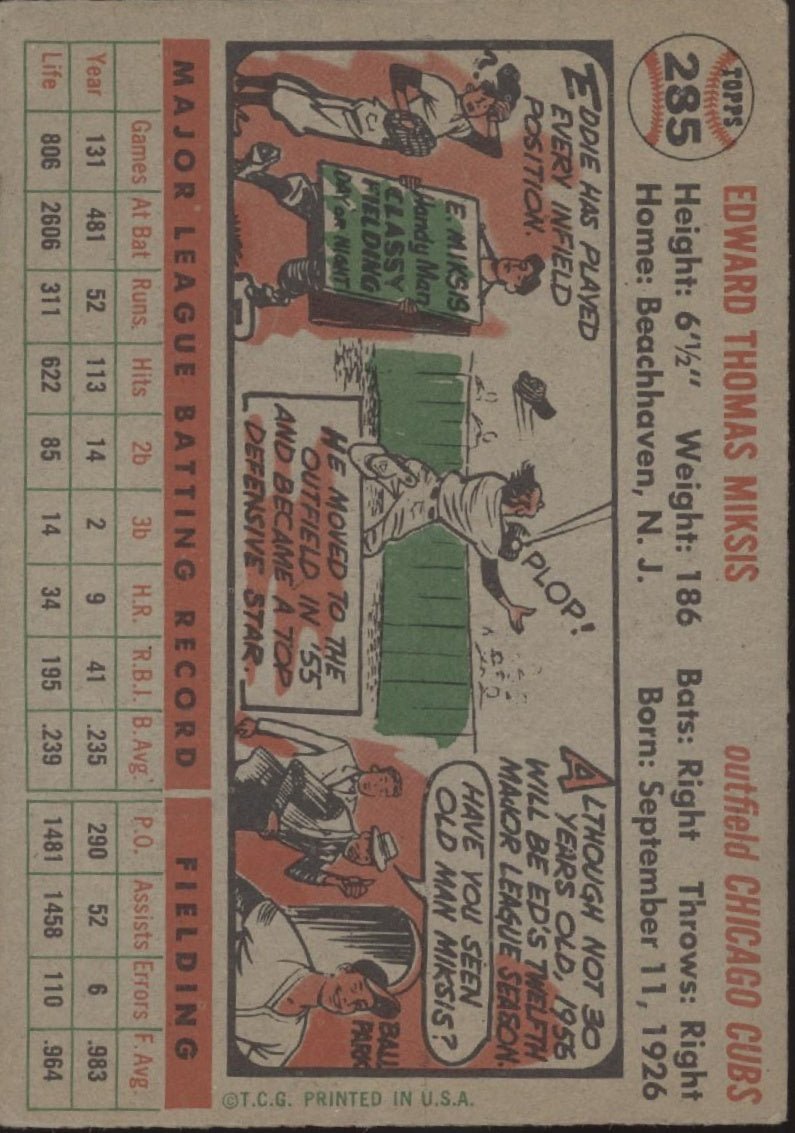 TOPPS
285
EDWARD THOMAS MIKSIS outfield CHICAGO CUBS
Height: 6'½" Weight: 186 Bats: Right Throws: Right
Home: Beachhaven, N. J. Born: September 11, 1926
EDDIE HAS PLAYED
EVERY INFIELD
POSITION.
?
E. MIKSIS
Handy Man
CLASSY
FIELDING
DAY OR NIGHT
PLOP!
HE MOVED TO THE
OUTFIELD IN '55
AND BECAME A TOP
DEFENSIVE STAR.
ALTHOUGH NOT 30
YEARS OLD, 1956
WILL BE ED'S TWELFTH
MAJOR LEAGUE SEASON.
HAVE YOU SEEN
OLD MAN MIKSIS?
BALL
PARK
©T.C.G. PRINTED IN U.S.A.
MAJOR LEAGUE BATTING RECORD FIELDING
Games At Bat Runs. Hits 2b 3b H.R. R.B.I. B.Avg. P.O. Assists Errors F. Avg.
Year 131 481 52 113 14 2 9 41 .235 290 52 6 .983
Life 806 2606 311 622 85 14 34 195 .239 1481 1458 110 .964